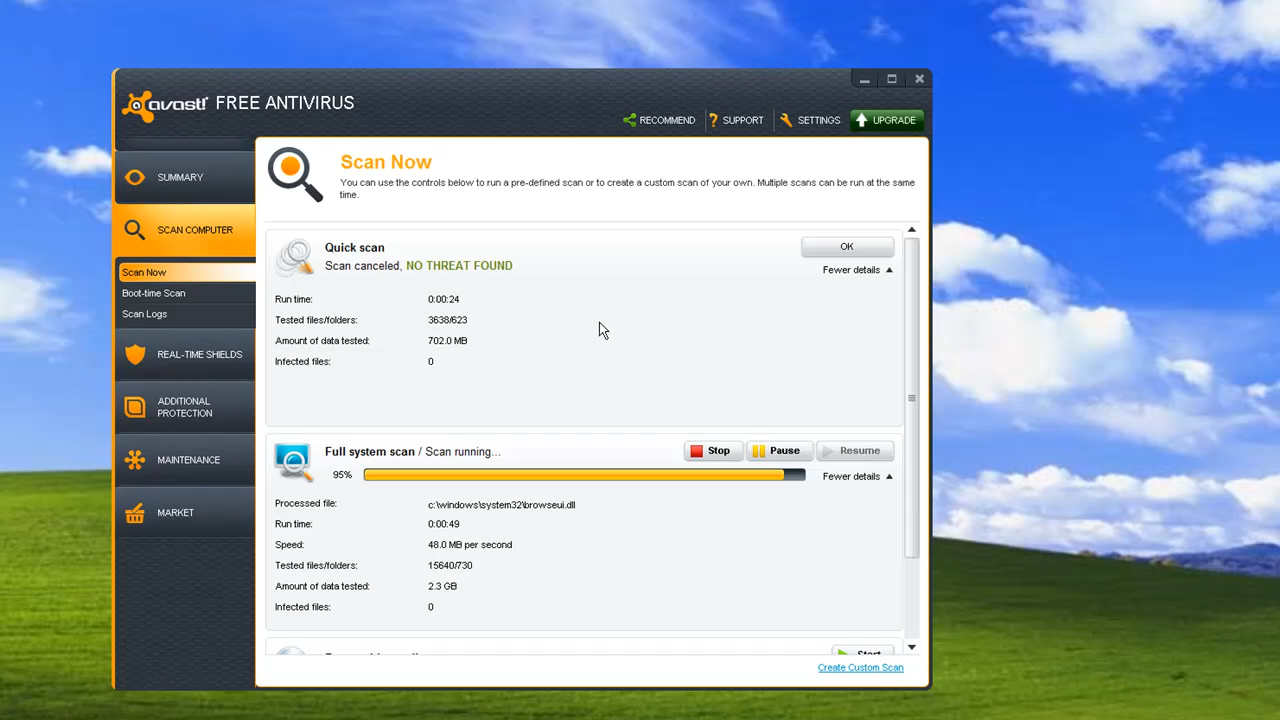 avast! FREE ANTIVIRUS
RECOMMEND
SUPPORT
SETTINGS
UPGRADE
SUMMARY
SCAN COMPUTER
Scan Now
Boot-time Scan
Scan Logs
REAL-TIME SHIELDS
ADDITIONAL
PROTECTION
MAINTENANCE
MARKET
Scan Now
You can use the controls below to run a pre-defined scan or to create a custom scan of your own. Multiple scans can be run at the same
time.
Quick scan
OK
Scan canceled, NO THREAT FOUND
Fewer details
Run time: 0:00:24
Tested files/folders: 3638/623
Amount of data tested: 702.0 MB
Infected files: 0
Full system scan / Scan running...
Stop
Pause
Resume
95%
Fewer details
Processed file: c:\windows\system32\browseui.dll
Run time: 0:00:49
Speed: 48.0 MB per second
Tested files/folders: 15640/730
Amount of data tested: 2.3 GB
Infected files: 0
Start
Create Custom Scan